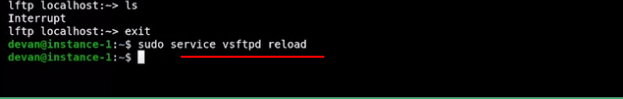 lftp localhost:~> ls
Interrupt
lftp localhost:~> exit
devan@instance-1:~$ sudo service vsftpd reload
devan@instance-1:~$